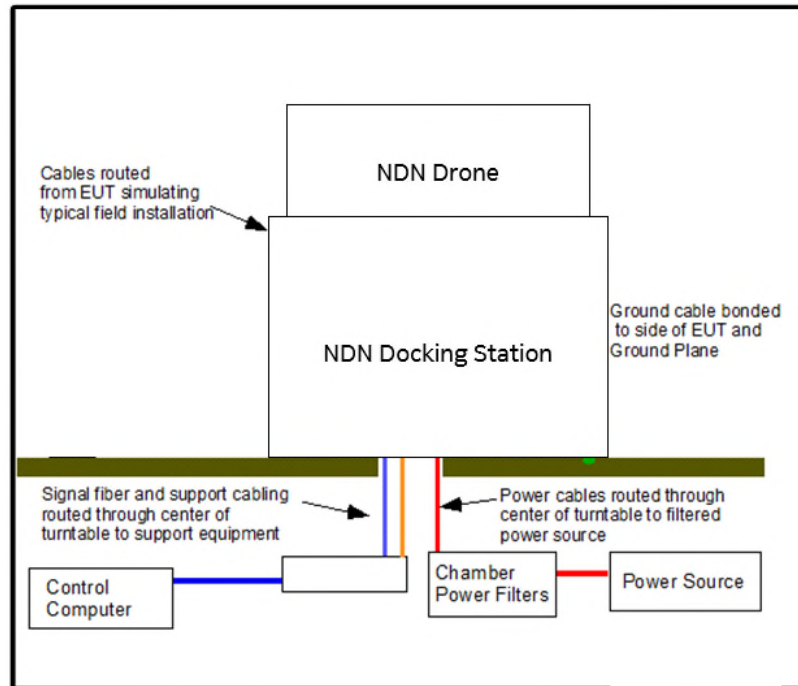 NDN Drone
Cables routed
from EUT simulating
typical field installation
NDN Docking Station
Ground cable bonded
to side of EUT and
Ground Plane
Signal fiber and support cabling
routed through center of
turntable to support equipment
Power cables routed through
center of turntable to filtered
power source
Control
Computer
Chamber
Power Filters
Power Source